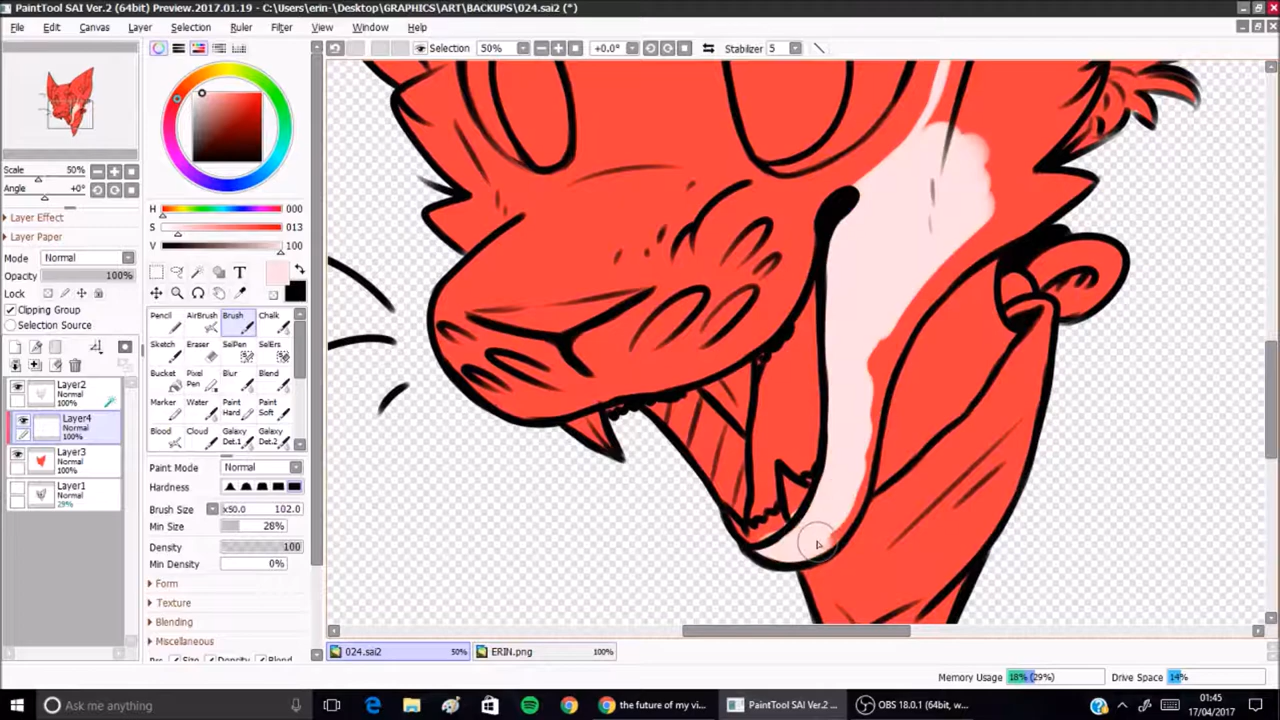 PaintTool SAI Ver.2 (64bit) Preview.2017.01.19 - C:\Users\erin-\Desktop\GRAPHICS\ART\BACKUPS\024.sai2 (*)
File Edit Canvas Layer Selection Filter View Window Help
Selection 50% +0.0° Stabilizer 5
Scale 50%
Angle +0°
Layer Effect
Layer Paper
Mode Normal
Opacity 100%
Lock
Clipping Group
Selection Source
Layer2
Normal
100%
Layer4
Normal
100%
Layer3
Normal
100%
Layer1
Normal
29%
H 000
S 013
V 100
T
Pencil AirBrush Brush Chalk
Sketch Eraser SelPen SelErs
Bucket Pixel Pen Blur Blend
Marker Water Paint Hard Paint Soft
Blood Cloud Galaxy Det.1 Galaxy Det.2
Paint Mode Normal
Hardness
Brush Size x50.0 102.0
Min Size 28%
Density 100
Min Density 0%
Form
Texture
Blending
Miscellaneous
024.sai2 50% ERIN.png 100%
Memory Usage 18% (29%) Drive Space 14%
Ask me anything
the future of my vi...
PaintTool SAI Ver.2 ...
OBS 18.0.1 (64bit, w...
01:45
17/04/2017